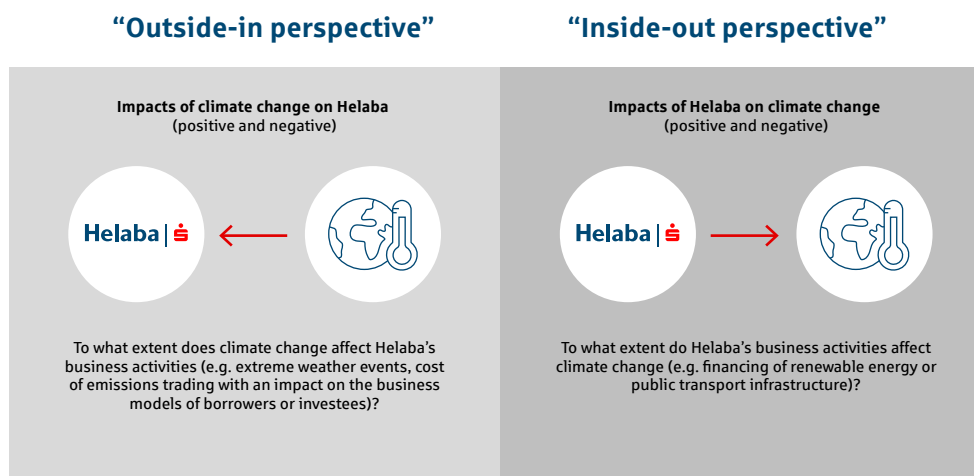 “Outside-in perspective”
Impacts of climate change on Helaba
(positive and negative)
Helaba
To what extent does climate change affect Helaba’s
business activities (e.g. extreme weather events, cost
of emissions trading with an impact on the business
models of borrowers or investees)?
“Inside-out perspective”
Impacts of Helaba on climate change
(positive and negative)
Helaba
To what extent do Helaba’s business activities affect
climate change (e.g. financing of renewable energy or
public transport infrastructure)?